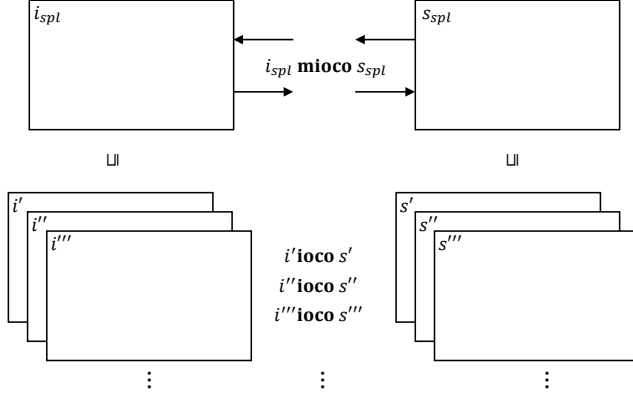 i_spl
s_spl
i_spl mioco s_spl
⊑ ⊑
i′
i″
i‴
s′
s″
s‴
i′ ioco s′
i″ ioco s″
i‴ ioco s‴
⋮ ⋮ ⋮